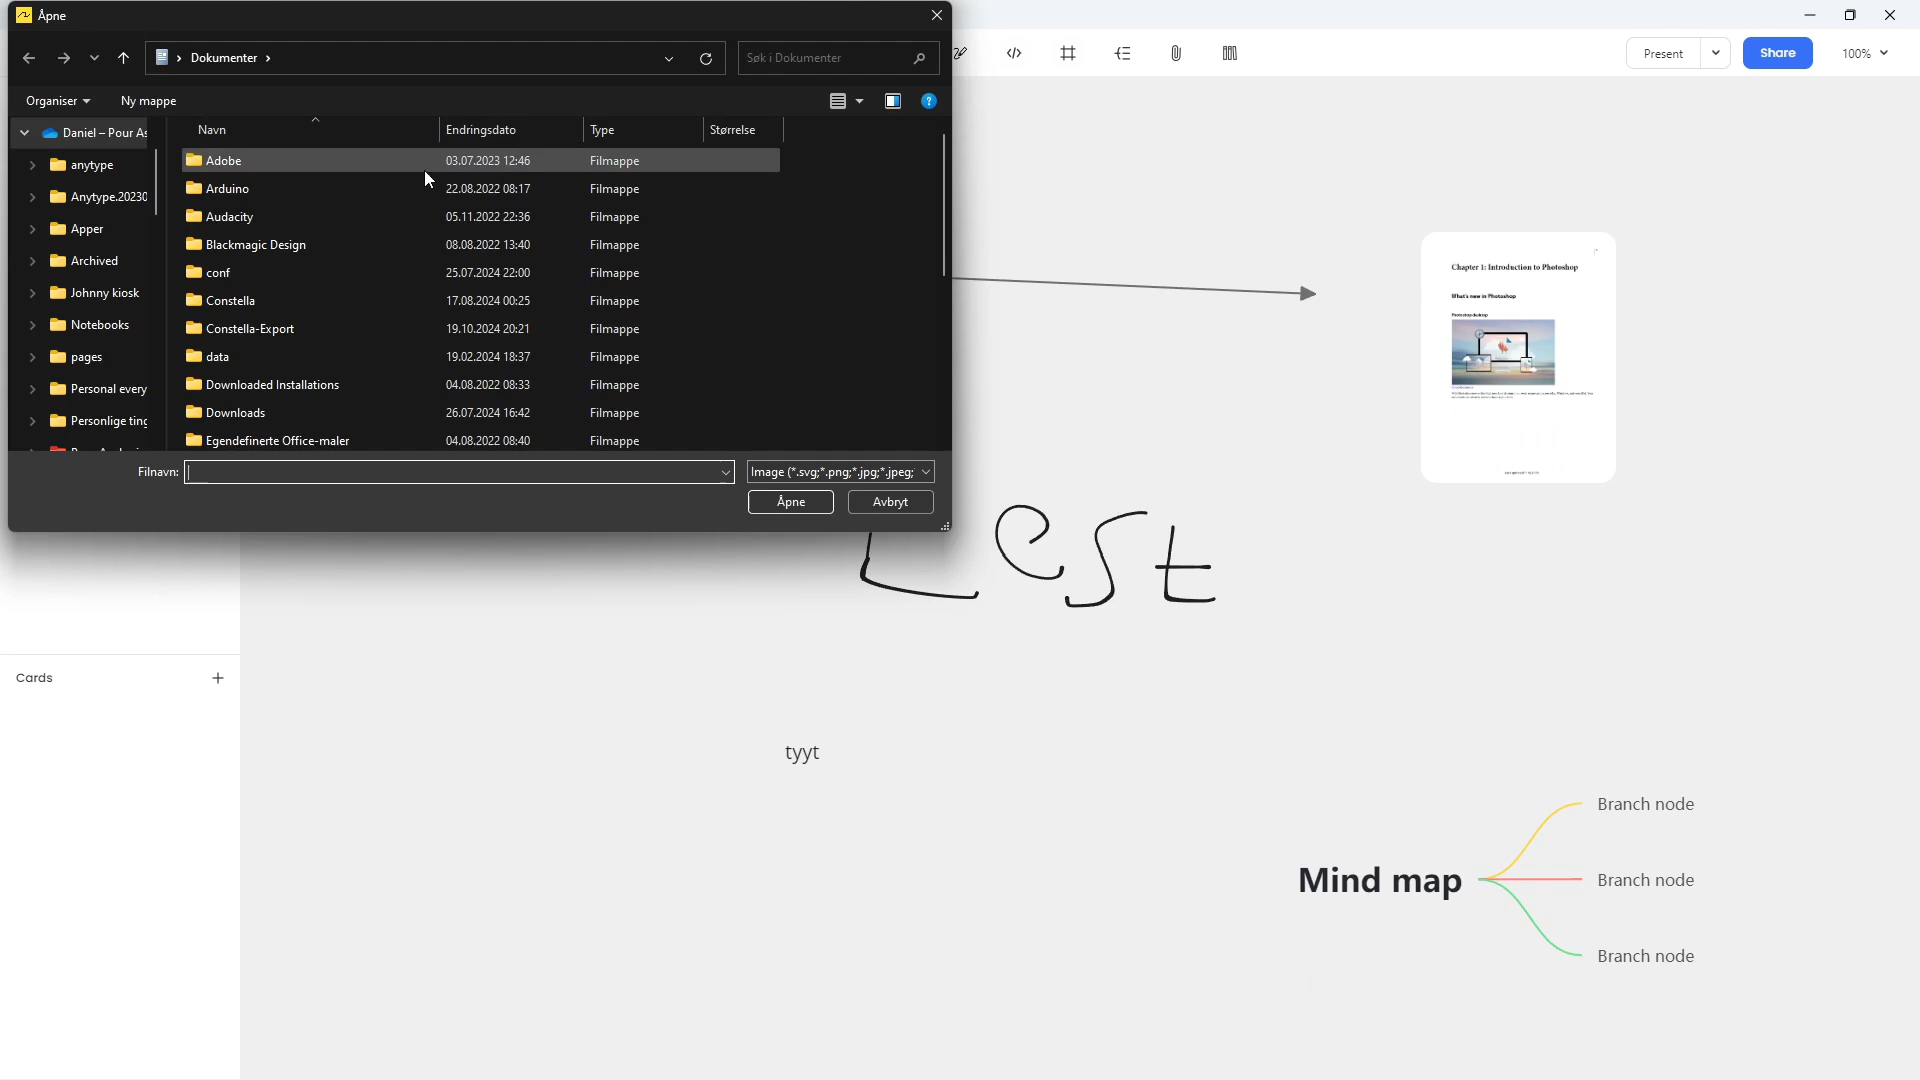 Åpne
Dokumenter
Søk i Dokumenter
Present
Share
100%
Organiser
Ny mappe
Daniel – Pour As
anytype
Anytype.20230
Apper
Archived
Johnny kiosk
Notebooks
pages
Personal every
Personlige ting
Navn Endringsdato Type Størrelse
Adobe 03.07.2023 12:46 Filmappe
Arduino 22.08.2022 08:17 Filmappe
Audacity 05.11.2022 22:36 Filmappe
Blackmagic Design 08.08.2022 13:40 Filmappe
conf 25.07.2024 22:00 Filmappe
Constella 17.08.2024 00:25 Filmappe
Constella-Export 19.10.2024 20:21 Filmappe
data 19.02.2024 18:37 Filmappe
Downloaded Installations 04.08.2022 08:33 Filmappe
Downloads 26.07.2024 16:42 Filmappe
Egendefinerte Office-maler 04.08.2022 08:40 Filmappe
Filnavn:
Image (*.svg;*.png;*.jpg;*.jpeg;
Åpne
Avbryt
Chapter 1: Introduction to Photoshop
What's new in Photoshop
Photoshop desktop
est
Cards
tyyt
Mind map
Branch node
Branch node
Branch node